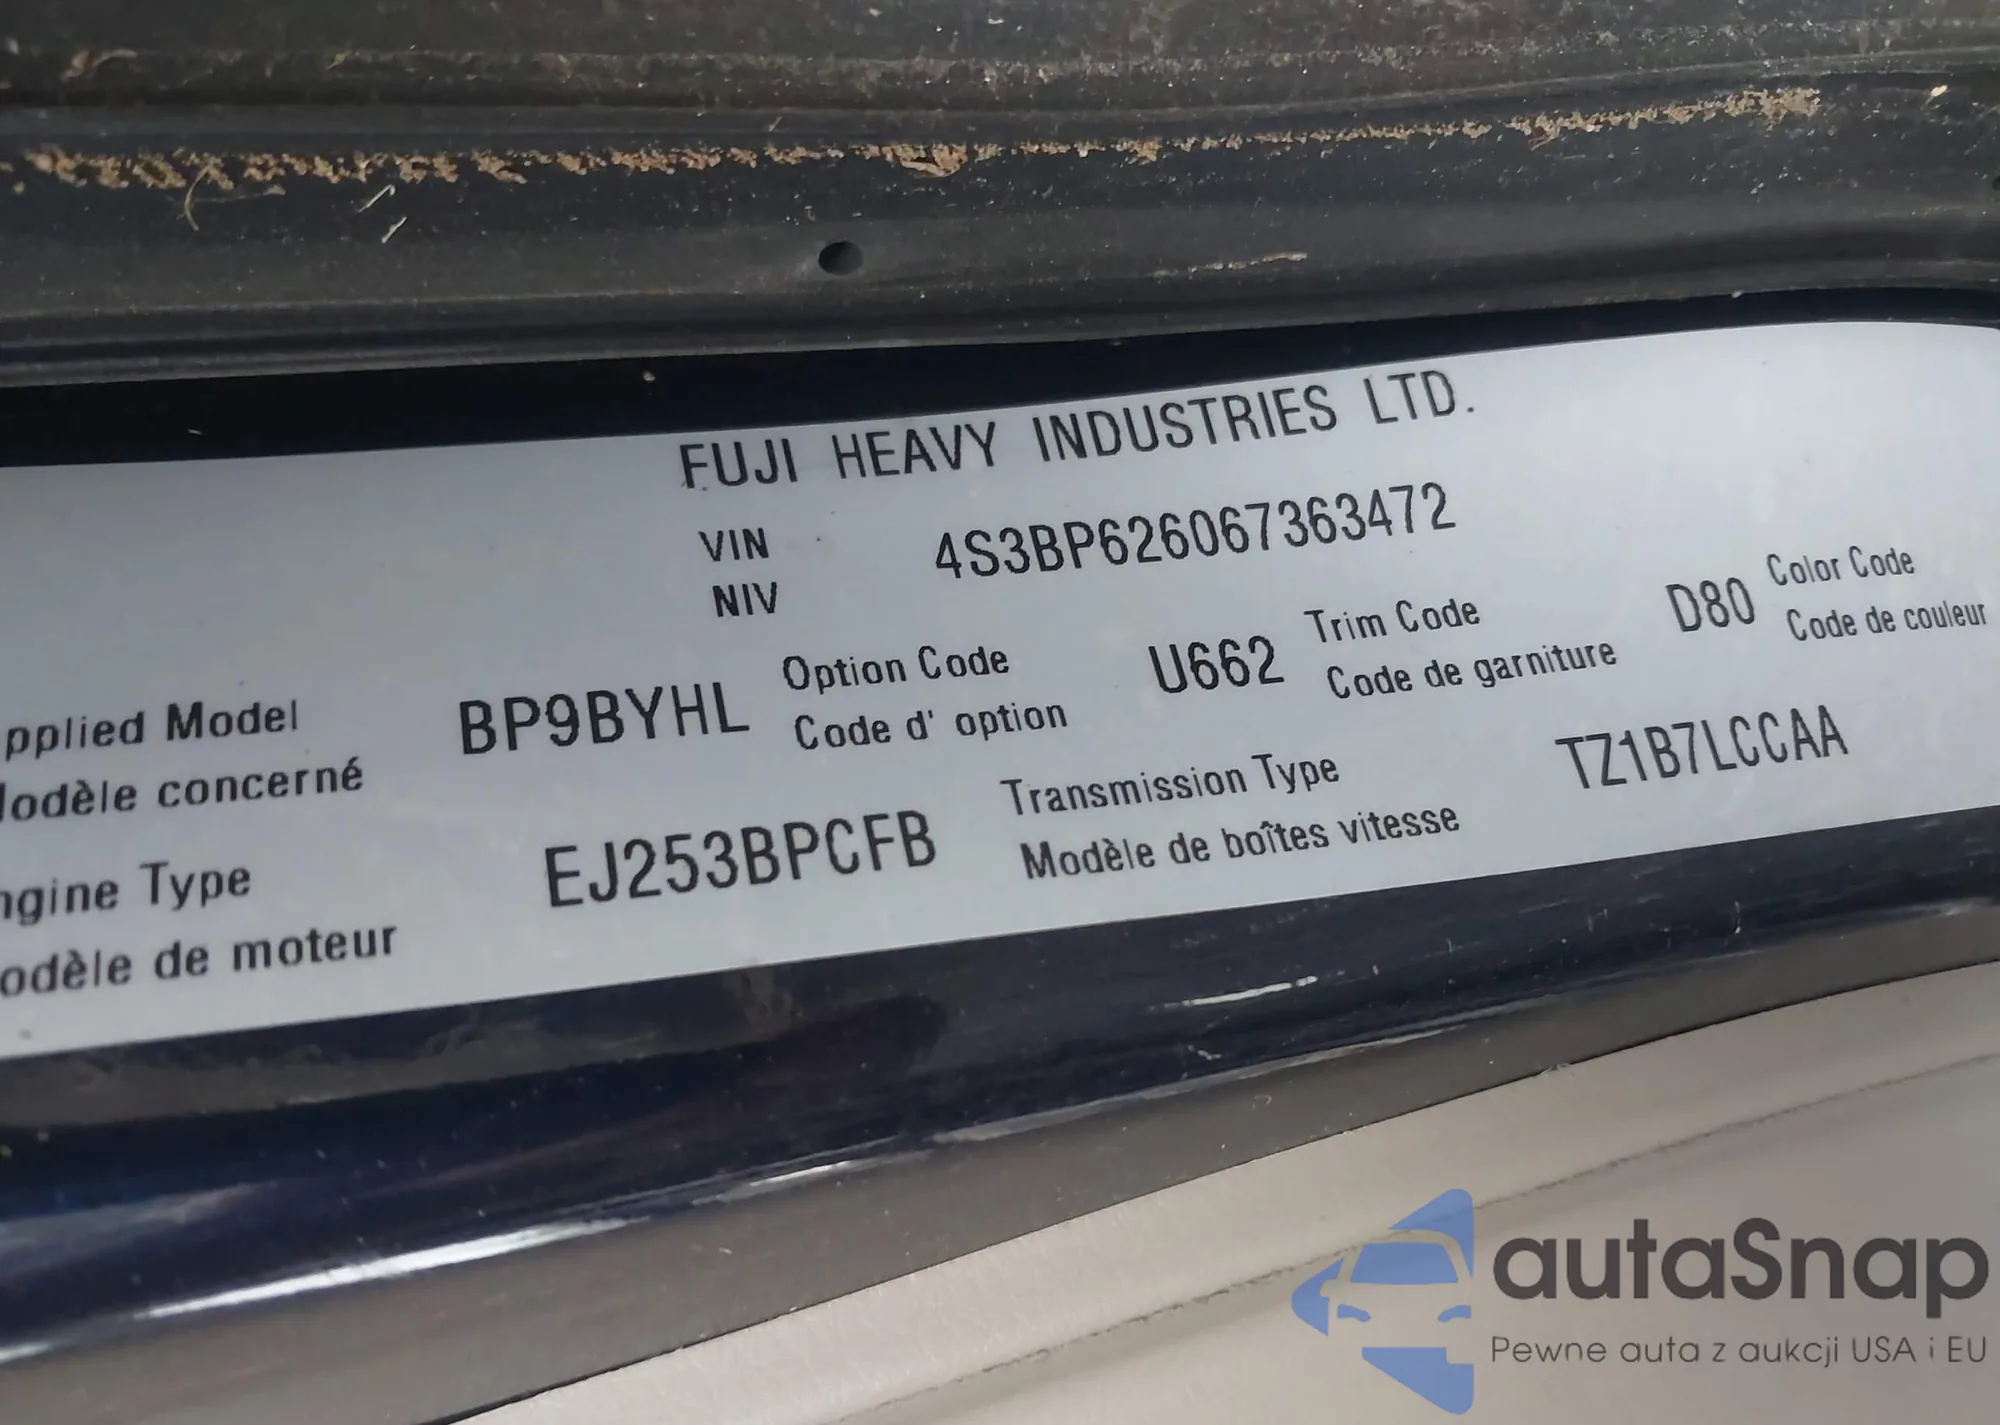 FUJI HEAVY INDUSTRIES LTD.
VIN 4S3BP626067363472
NIV
pplied Model BP9BYHL Option Code U662 Trim Code D80 Color Code
odèle concerné Code d' option Code de garniture Code de couleur
ngine Type EJ253BPCFB Transmission Type TZ1B7LCCAA
odèle de moteur Modèle de boîtes vitesse
autaSnap
Pewne auta z aukcji USA i EU